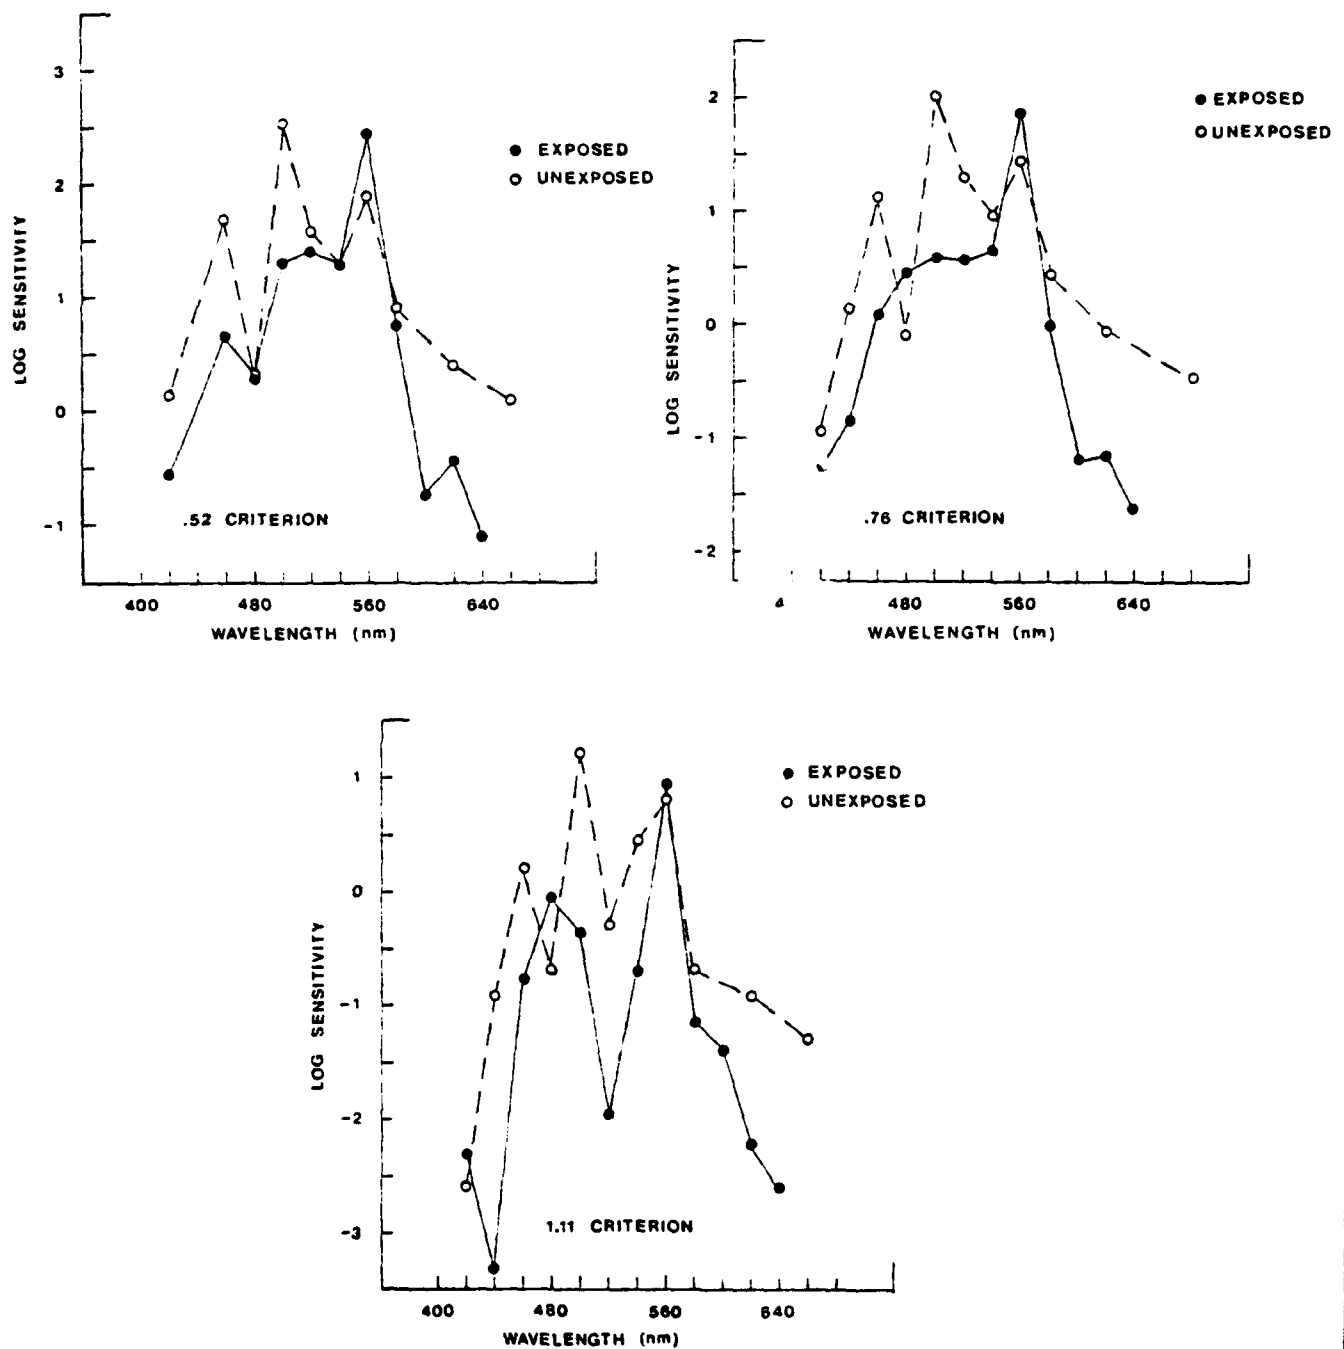 3
2
1
0
-1
LOG SENSITIVITY
EXPOSED
UNEXPOSED
.52 CRITERION
400 480 560 640
WAVELENGTH (nm)
2
1
0
-1
-2
LOG SENSITIVITY
EXPOSED
UNEXPOSED
.76 CRITERION
4 480 560 640
WAVELENGTH (nm)
1
0
-1
-2
-3
LOG SENSITIVITY
EXPOSED
UNEXPOSED
1.11 CRITERION
400 480 560 640
WAVELENGTH (nm)